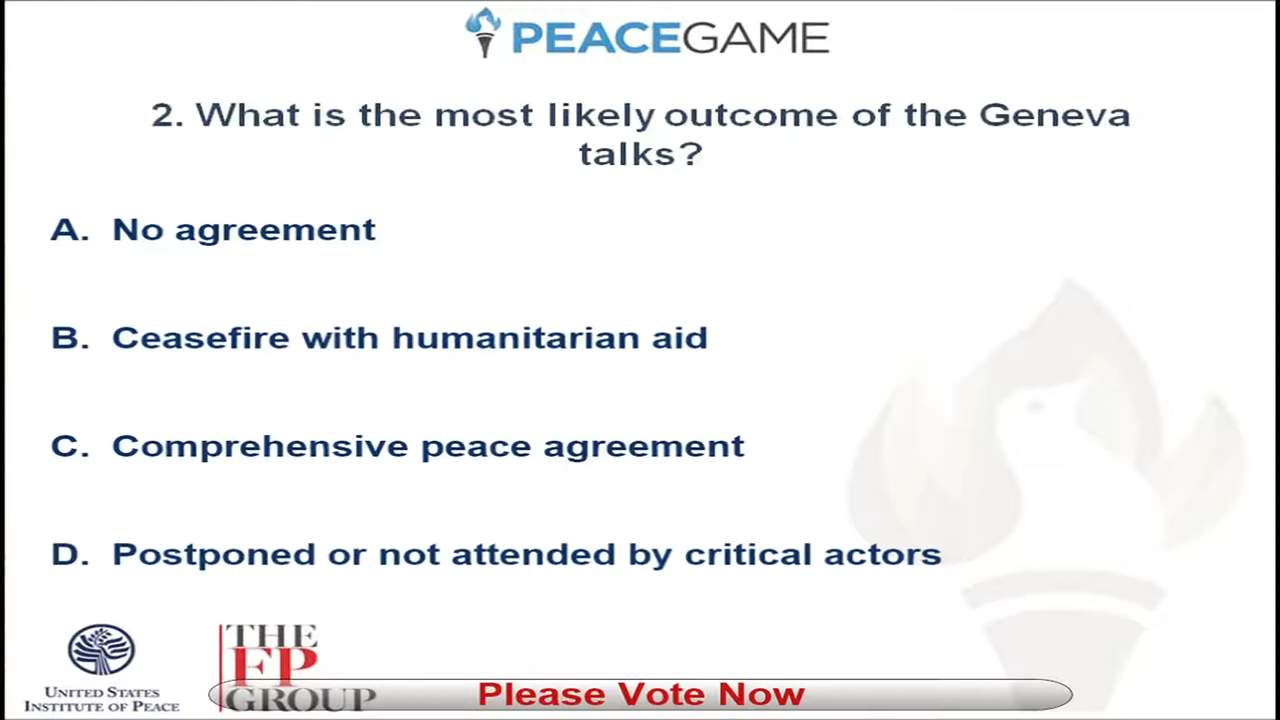 PEACEGAME
2. What is the most likely outcome of the Geneva
talks?
A. No agreement
B. Ceasefire with humanitarian aid
C. Comprehensive peace agreement
D. Postponed or not attended by critical actors
UNITED STATES
INSTITUTE OF PEACE
THE
FP
GROUP
Please Vote Now